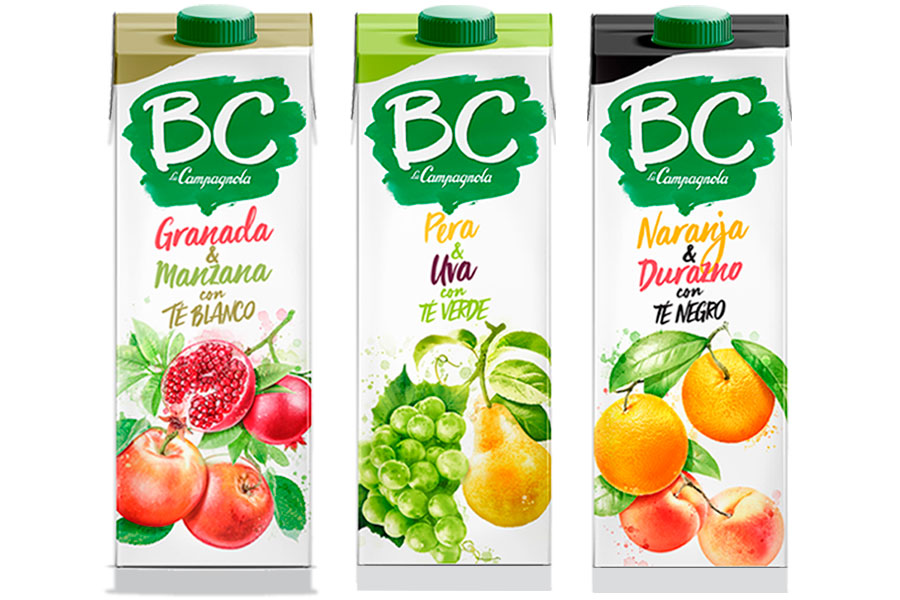 BC
La Campagnola
Granada
&
Manzana
con
TÉ BLANCO
BC
La Campagnola
Pera
&
Uva
con
TÉ VERDE
BC
La Campagnola
Naranja
&
Durazno
con
TÉ NEGRO